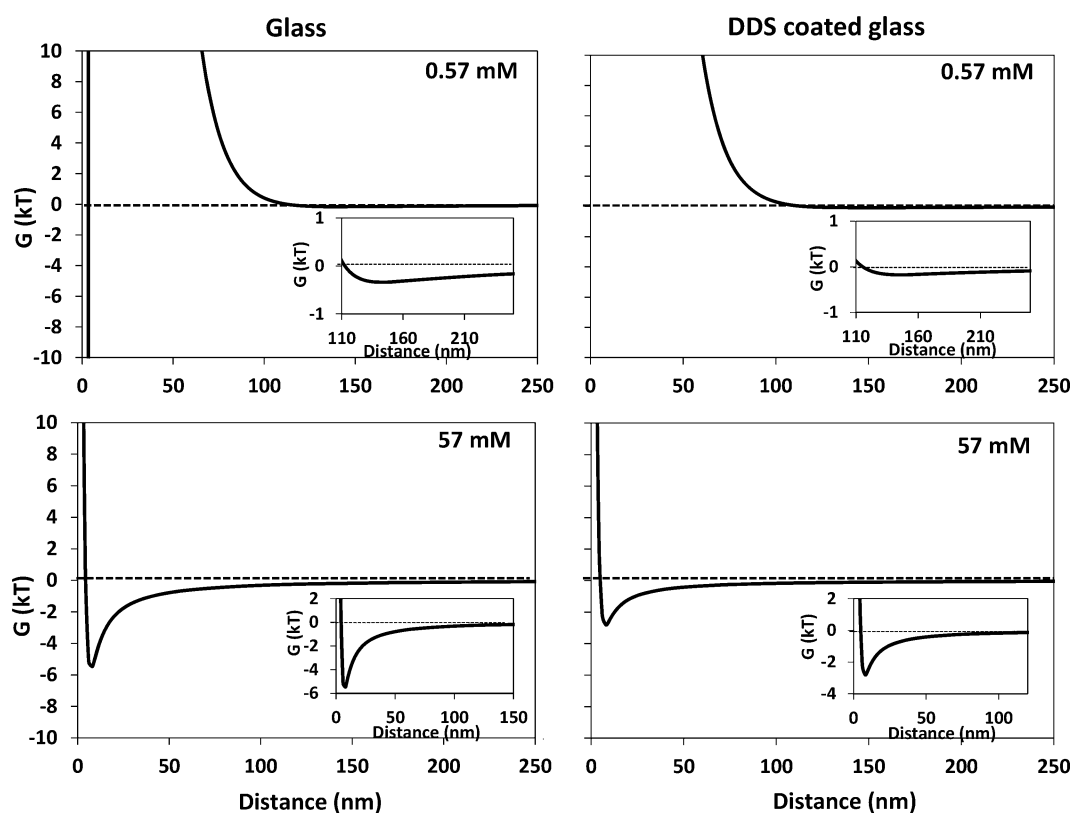 Glass
DDS coated glass
10
8
6
4
2
0
-2
-4
-6
-8
-10
G (kT)
0.57 mM
1
0
-1
G (kT)
110 160 210
Distance (nm)
0 50 100 150 200 250
0.57 mM
1
0
-1
G (kT)
110 160 210
Distance (nm)
0 50 100 150 200 250
10
8
6
4
2
0
-2
-4
-6
-8
-10
G (kT)
57 mM
2
0
-2
-4
-6
G (kT)
0 50 100 150
Distance (nm)
0 50 100 150 200 250
Distance (nm)
57 mM
2
0
-2
-4
G (kT)
0 50 100
Distance (nm)
0 50 100 150 200 250
Distance (nm)